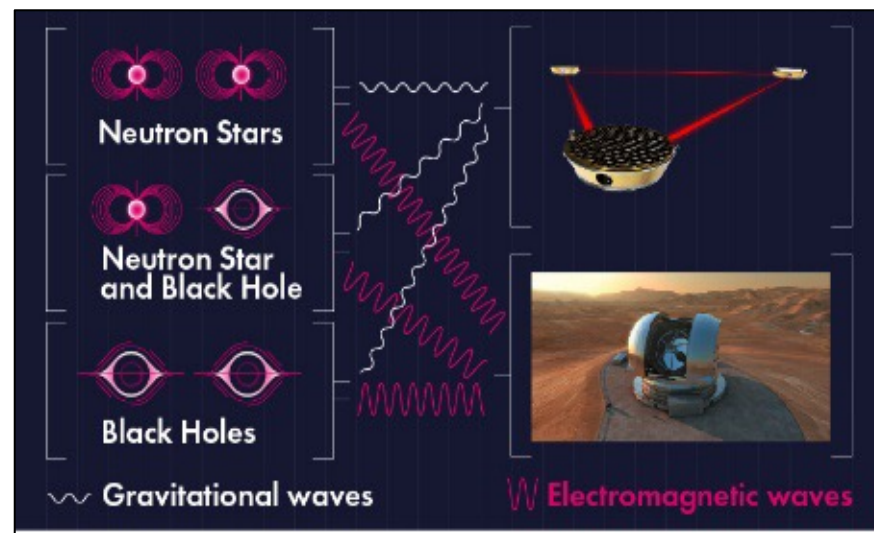 Neutron Stars
Neutron Star
and Black Hole
Black Holes
Gravitational waves
Electromagnetic waves